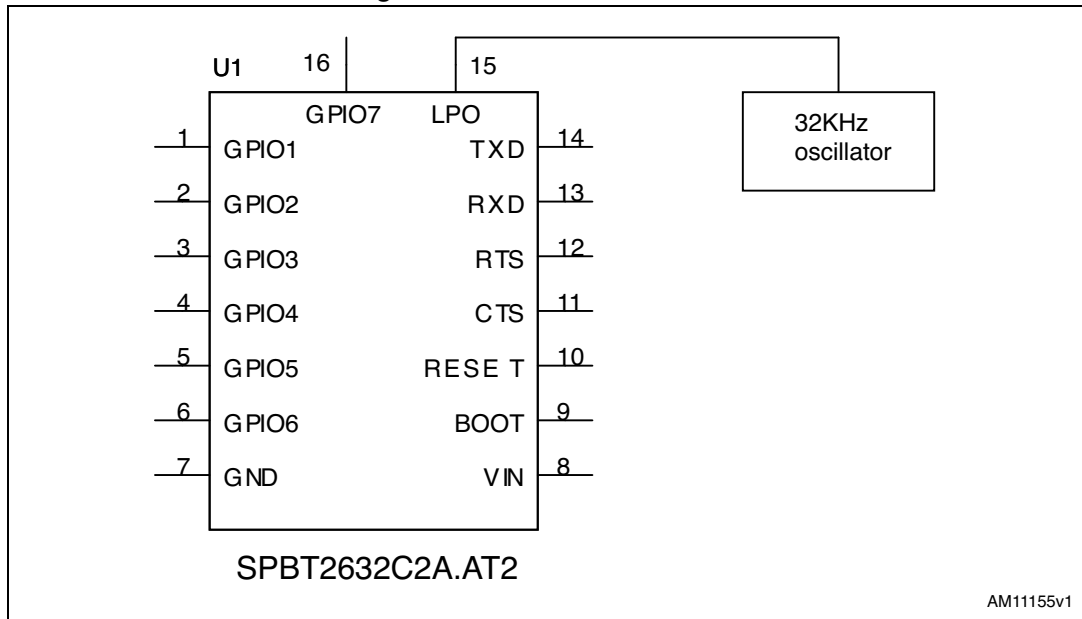 U1
16
15
GPIO7 LPO
32KHz
oscillator
1 GPIO1 TXD 14
2 GPIO2 RXD 13
3 GPIO3 RTS 12
4 GPIO4 CTS 11
5 GPIO5 RESE T 10
6 GPIO6 BOOT 9
7 GND VIN 8
SPBT2632C2A.AT2
AM11155v1